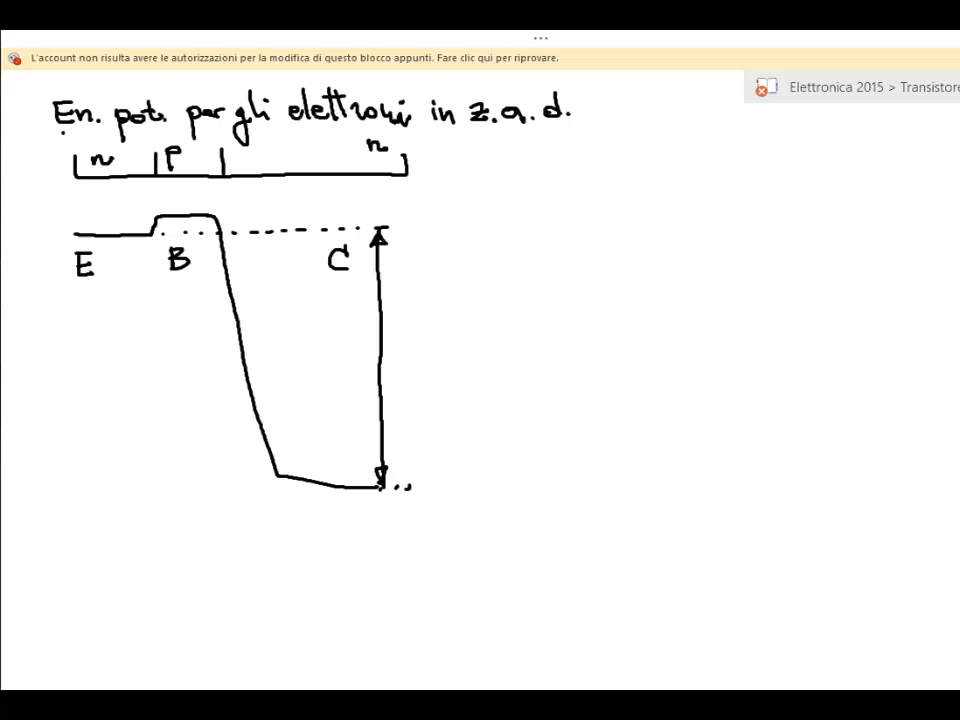 L'account non risulta avere le autorizzazioni per la modifica di questo blocco appunti. Fare clic qui per riprovare.
Elettronica 2015 > Transistore
En. pot. per gli elettroni in z.a.d.
n p n
E B C